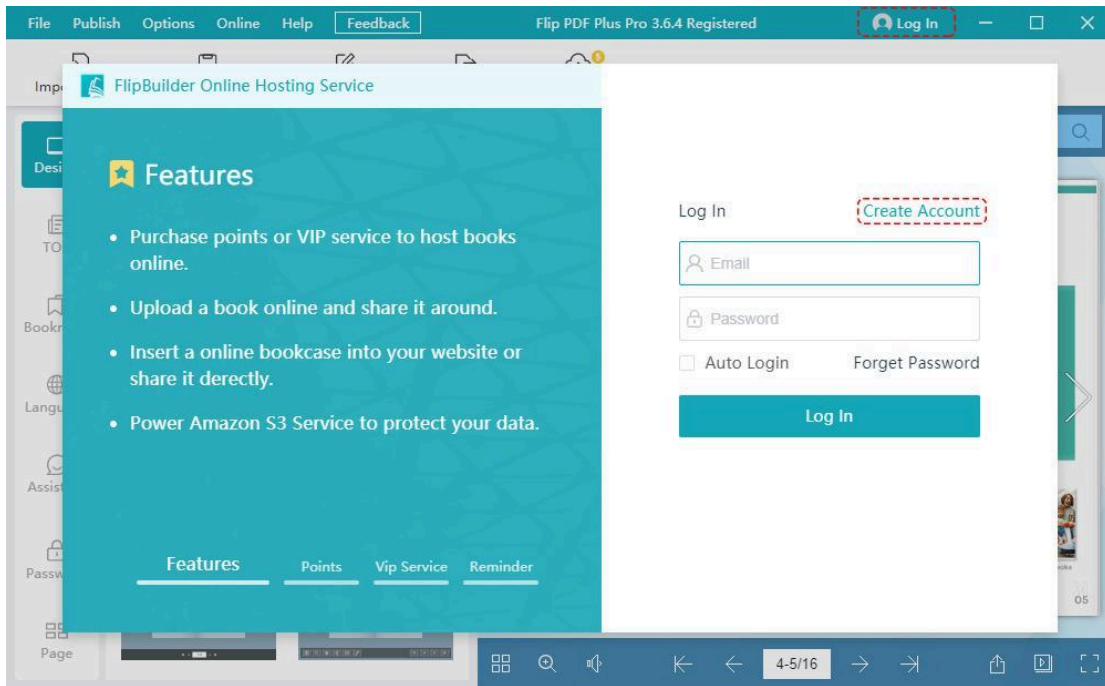 File Publish Options Online Help Feedback Flip PDF Plus Pro 3.6.4 Registered Log In
FlipBuilder Online Hosting Service
Features
• Purchase points or VIP service to host books
online.
• Upload a book online and share it around.
• Insert a online bookcase into your website or
share it derectly.
• Power Amazon S3 Service to protect your data.
Features Points Vip Service Reminder
Log In Create Account
Email
Password
Auto Login Forget Password
Log In
Page
4-5/16
05